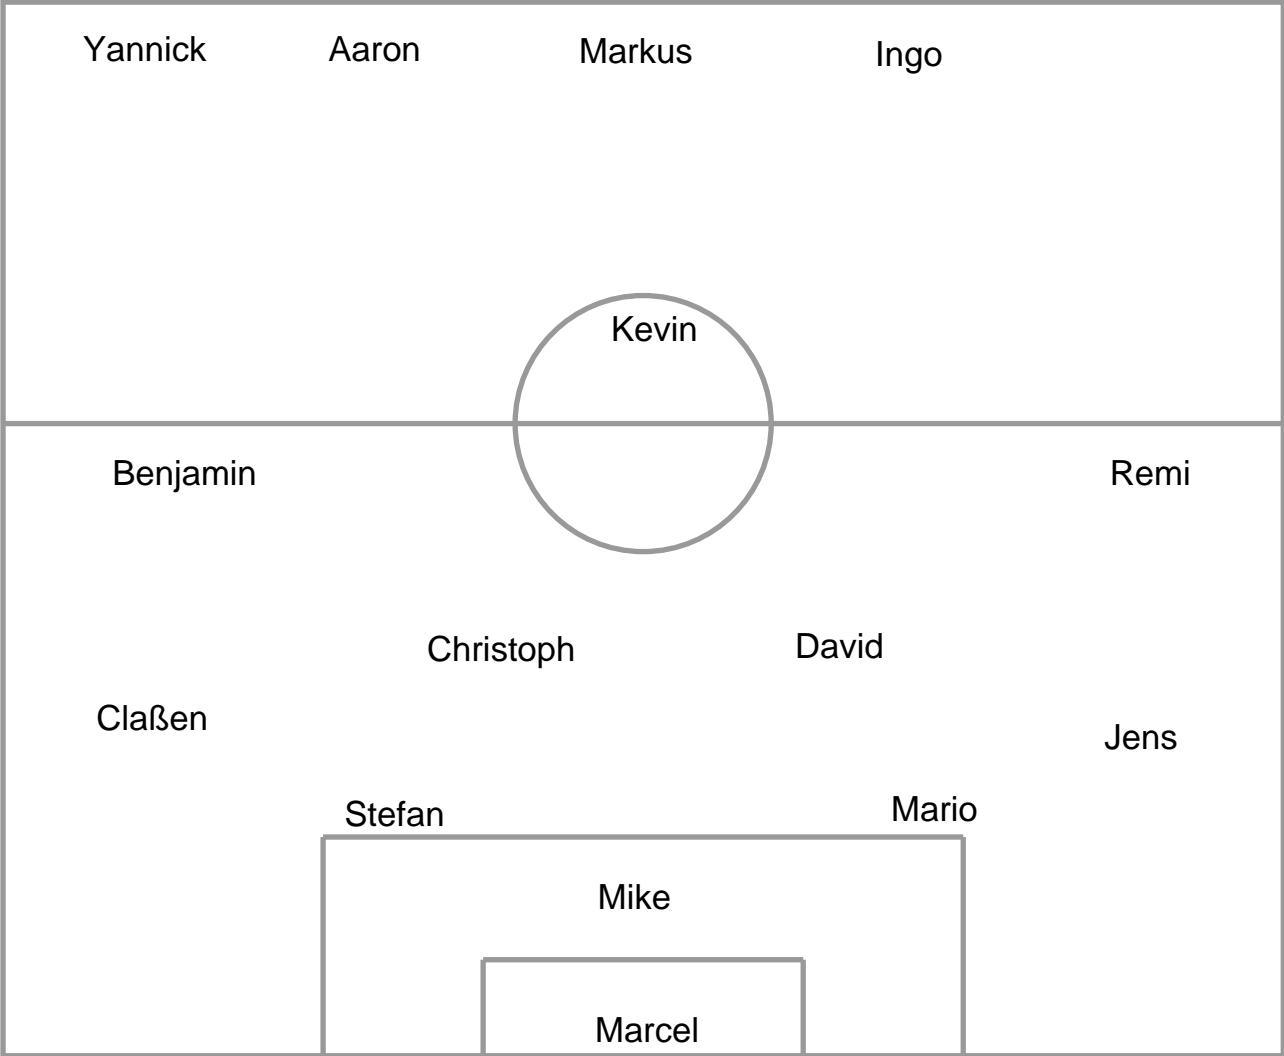 Yannick Aaron Markus Ingo
Kevin
Benjamin Remi
Christoph David
Claßen Jens
Stefan Mario
Mike
Marcel